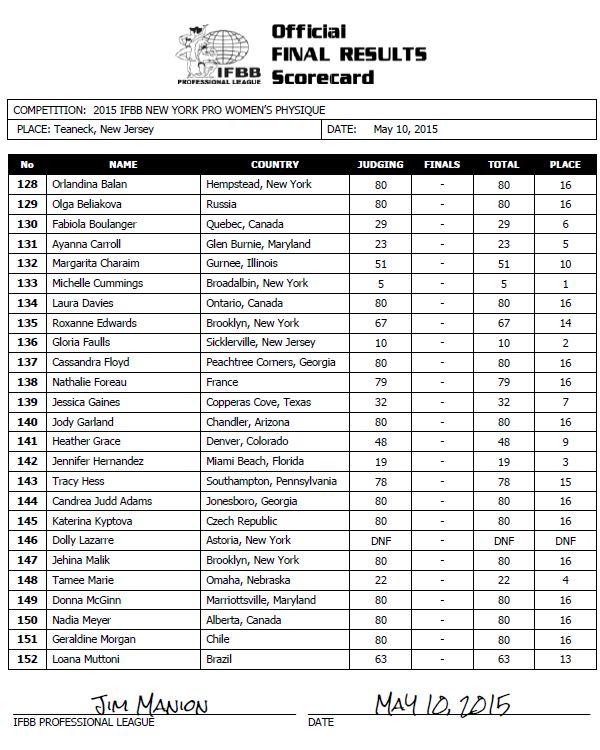 Official
FINAL RESULTS
Scorecard
IFBB
PROFESSIONAL LEAGUE
COMPETITION: 2015 IFBB NEW YORK PRO WOMEN'S PHYSIQUE
PLACE: Teaneck, New Jersey DATE: May 10, 2015
No NAME COUNTRY JUDGING FINALS TOTAL PLACE
128 Orlandina Balan Hempstead, New York 80 - 80 16
129 Olga Beliakova Russia 80 - 80 16
130 Fabiola Boulanger Quebec, Canada 29 - 29 6
131 Ayanna Carroll Glen Burnie, Maryland 23 - 23 5
132 Margarita Charaim Gurnee, Illinois 51 - 51 10
133 Michelle Cummings Broadalbin, New York 5 - 5 1
134 Laura Davies Ontario, Canada 80 - 80 16
135 Roxanne Edwards Brooklyn, New York 67 - 67 14
136 Gloria Faulls Sicklerville, New Jersey 10 - 10 2
137 Cassandra Floyd Peachtree Corners, Georgia 80 - 80 16
138 Nathalie Foreau France 79 - 79 16
139 Jessica Gaines Copperas Cove, Texas 32 - 32 7
140 Jody Garland Chandler, Arizona 80 - 80 16
141 Heather Grace Denver, Colorado 48 - 48 9
142 Jennifer Hernandez Miami Beach, Florida 19 - 19 3
143 Tracy Hess Southampton, Pennsylvania 78 - 78 15
144 Candrea Judd Adams Jonesboro, Georgia 80 - 80 16
145 Katerina Kyptova Czech Republic 80 - 80 16
146 Dolly Lazarre Astoria, New York DNF - DNF DNF
147 Jehina Malik Brooklyn, New York 80 - 80 16
148 Tamee Marie Omaha, Nebraska 22 - 22 4
149 Donna McGinn Marriottsville, Maryland 80 - 80 16
150 Nadia Meyer Alberta, Canada 80 - 80 16
151 Geraldine Morgan Chile 80 - 80 16
152 Loana Muttoni Brazil 63 - 63 13
JIM MANION MAY 10, 2015
IFBB PROFESSIONAL LEAGUE DATE